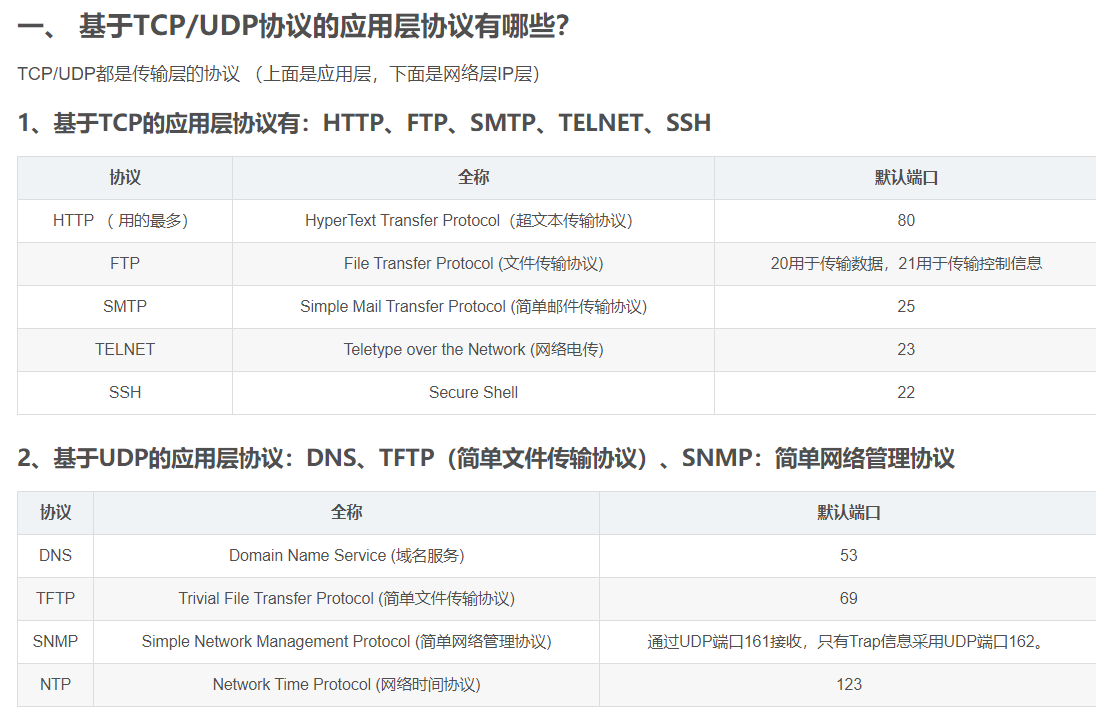 一、 基于TCP/UDP协议的应用层协议有哪些？
TCP/UDP都是传输层的协议 （上面是应用层，下面是网络层IP层）
1、基于TCP的应用层协议有：HTTP、FTP、SMTP、TELNET、SSH
协议 全称 默认端口
HTTP （ 用的最多） HyperText Transfer Protocol（超文本传输协议） 80
FTP File Transfer Protocol (文件传输协议) 20用于传输数据，21用于传输控制信息
SMTP Simple Mail Transfer Protocol (简单邮件传输协议) 25
TELNET Teletype over the Network (网络电传) 23
SSH Secure Shell 22
2、基于UDP的应用层协议：DNS、TFTP（简单文件传输协议）、SNMP：简单网络管理协议
协议 全称 默认端口
DNS Domain Name Service (域名服务) 53
TFTP Trivial File Transfer Protocol (简单文件传输协议) 69
SNMP Simple Network Management Protocol (简单网络管理协议) 通过UDP端口161接收，只有Trap信息采用UDP端口162。
NTP Network Time Protocol (网络时间协议) 123